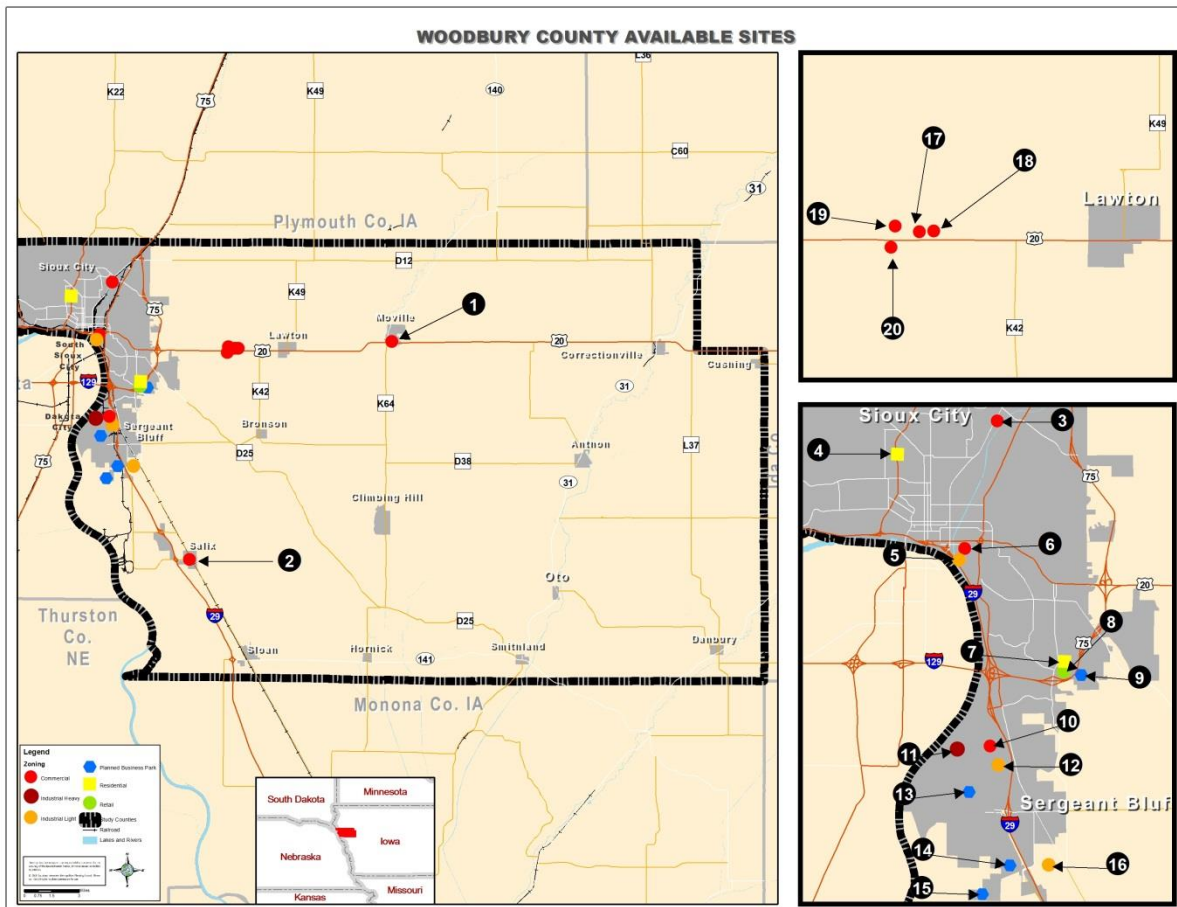 WOODBURY COUNTY AVAILABLE SITES
K22
75
K49
140
L36
C60
31
Plymouth Co. IA
Sioux City
D12
75
K49
Moville
1
Lawton
20
20
Correctionville
Cushing
South
Sioux
City
129
Dakota
City
Sergeant
Bluff
K42
K64
31
L37
Bronson
D25
Anthon
D38
75
31
Climbing Hill
Salix
2
Oto
Thurston
Co.
NE
29
D25
Sloan
Hornick
141
Smithland
Danbury
Monona Co. IA
Legend
Zoning
Commercial
Industrial Heavy
Industrial Light
Planned Business Park
Residential
Retail
Study Counties
Railroad
Lakes and Rivers
South Dakota
Minnesota
Iowa
Nebraska
Missouri
Kansas
K49
17
18
Lawton
19
20
20
K42
Sioux City
3
4
75
5
6
29
20
8
7
75
129
9
10
11
12
13
Sergeant Bluf
29
14
16
15